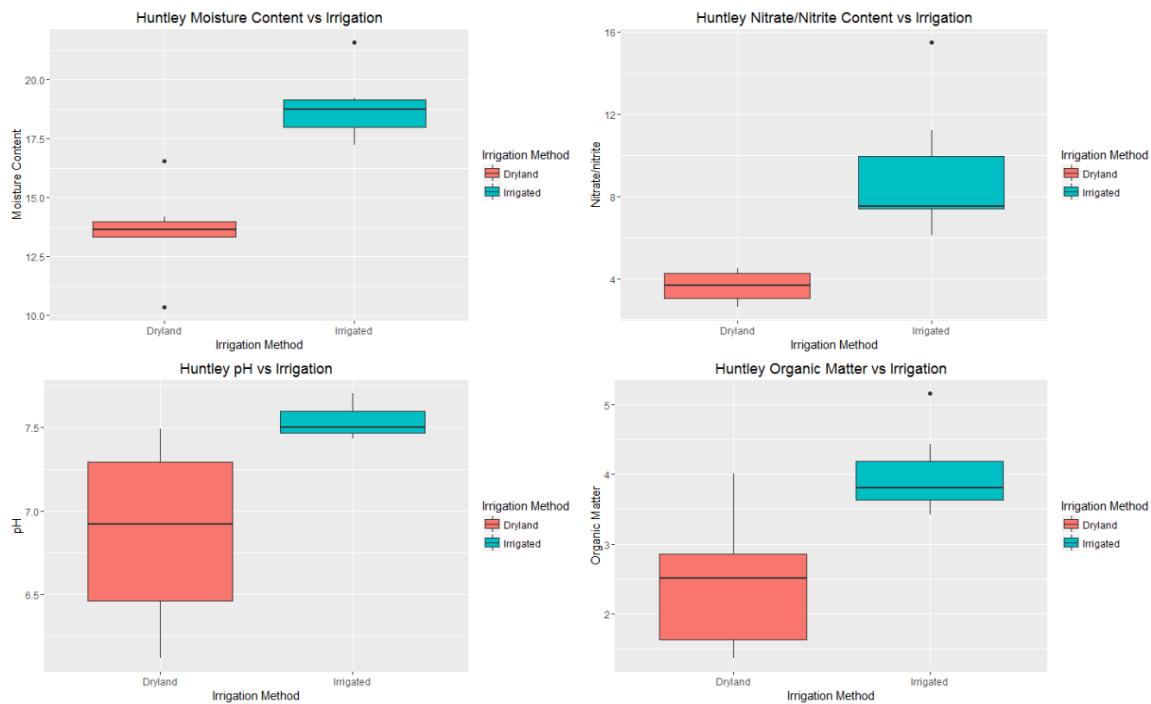 Huntley Moisture Content vs Irrigation
20.0
17.5
15.0
12.5
10.0
Moisture Content
Dryland
Irrigated
Irrigation Method
Irrigation Method
Dryland
Irrigated
Huntley Nitrate/Nitrite Content vs Irrigation
16
12
8
4
Nitrate/nitrite
Dryland
Irrigated
Irrigation Method
Irrigation Method
Dryland
Irrigated
Huntley pH vs Irrigation
7.5
7.0
6.5
pH
Dryland
Irrigated
Irrigation Method
Irrigation Method
Dryland
Irrigated
Huntley Organic Matter vs Irrigation
5
4
3
2
Organic Matter
Dryland
Irrigated
Irrigation Method
Irrigation Method
Dryland
Irrigated